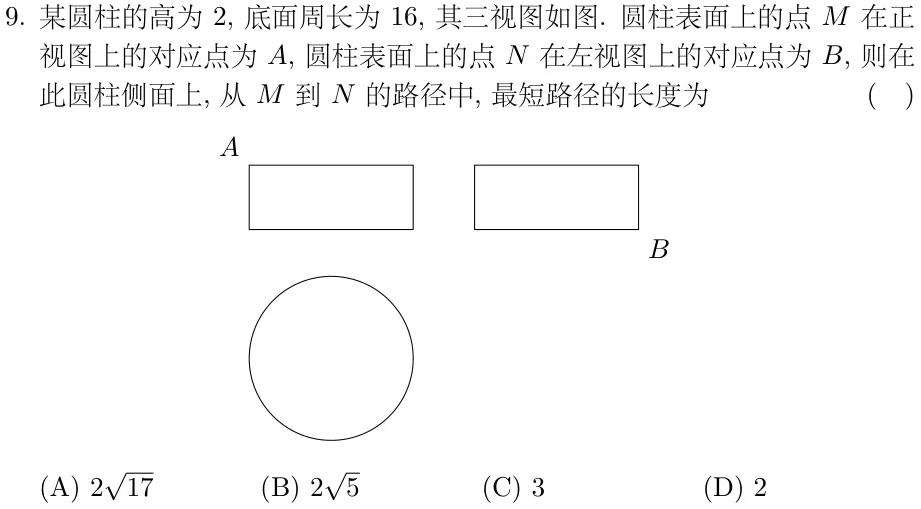 9. 某圆柱的高为 2, 底面周长为 16, 其三视图如图. 圆柱表面上的点 M 在正
视图上的对应点为 A, 圆柱表面上的点 N 在左视图上的对应点为 B, 则在
此圆柱侧面上, 从 M 到 N 的路径中, 最短路径的长度为 ( )
A
B
(A) 2√17 (B) 2√5 (C) 3 (D) 2